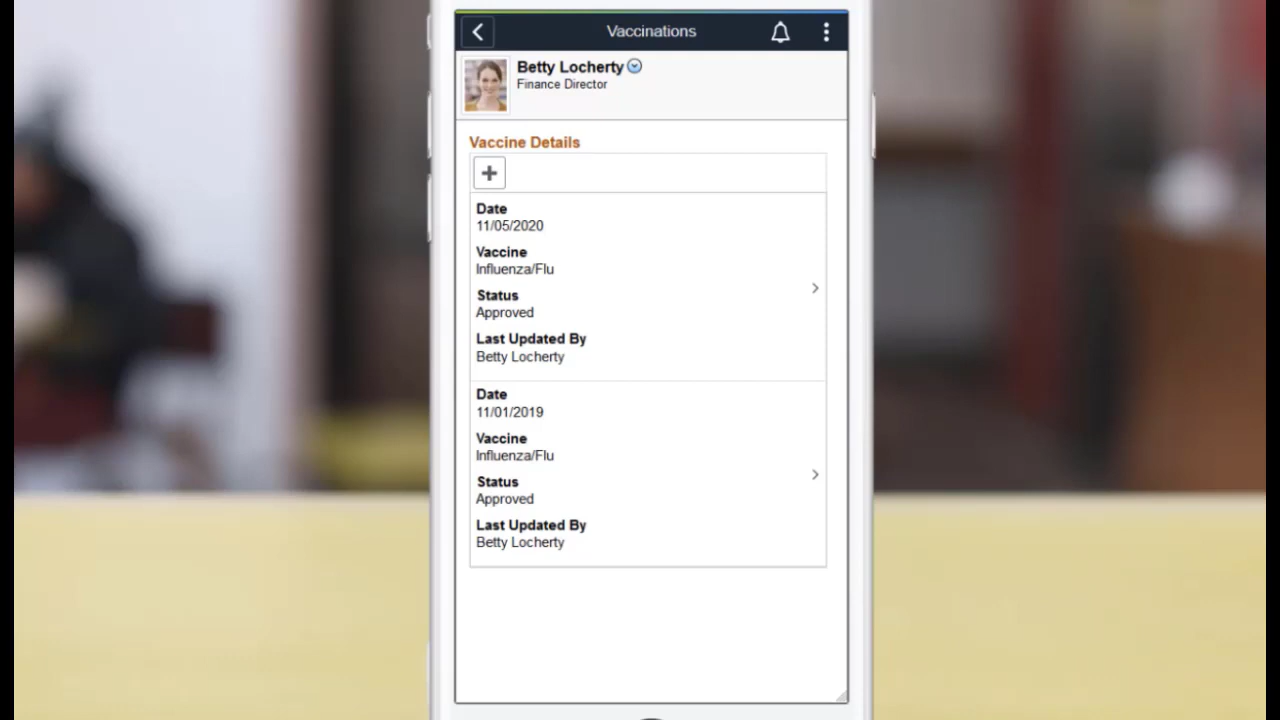 Vaccinations
Betty Locherty
Finance Director
Vaccine Details
Date
11/05/2020
Vaccine
Influenza/Flu
Status
Approved
Last Updated By
Betty Locherty
Date
11/01/2019
Vaccine
Influenza/Flu
Status
Approved
Last Updated By
Betty Locherty